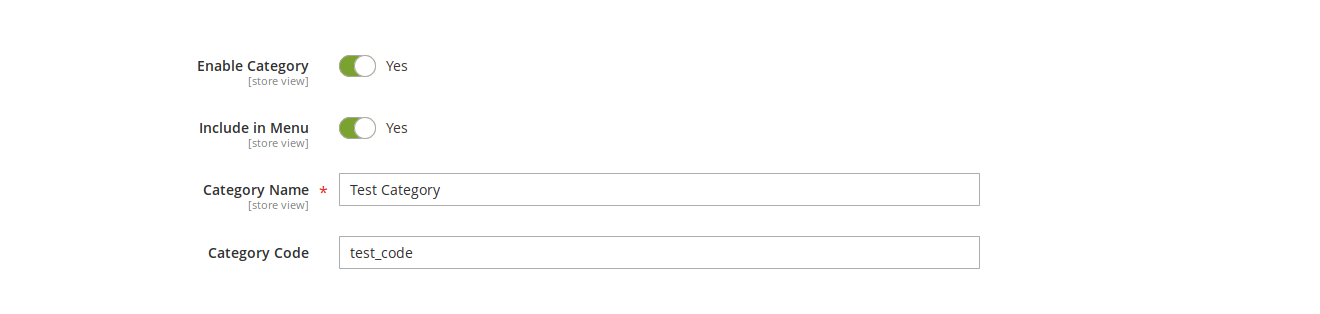 Enable Category
[store view]
Yes
Include in Menu
[store view]
Yes
Category Name *
[store view]
Test Category
Category Code
test_code